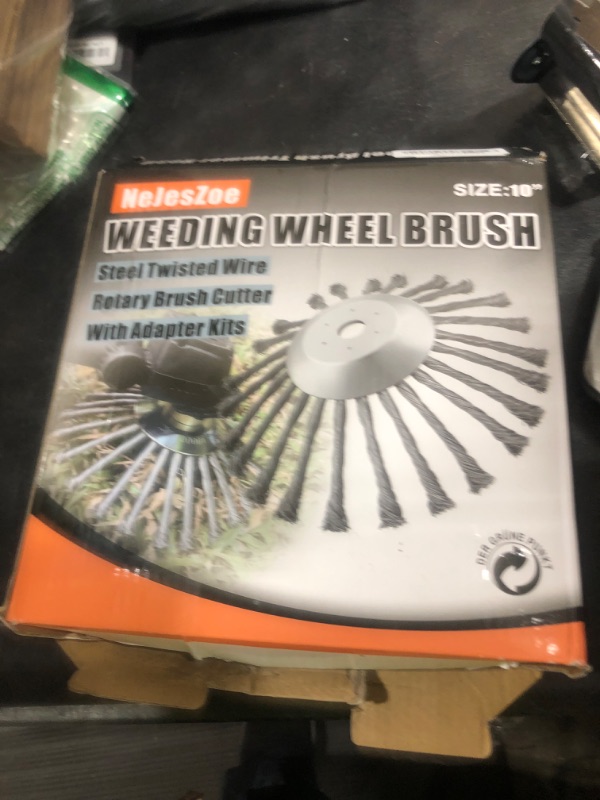 NeJesZoe
SIZE:10"
WEEDING WHEEL BRUSH
Steel Twisted Wire
Rotary Brush Cutter
With Adapter Kits
DER GRÜNE PUNKT